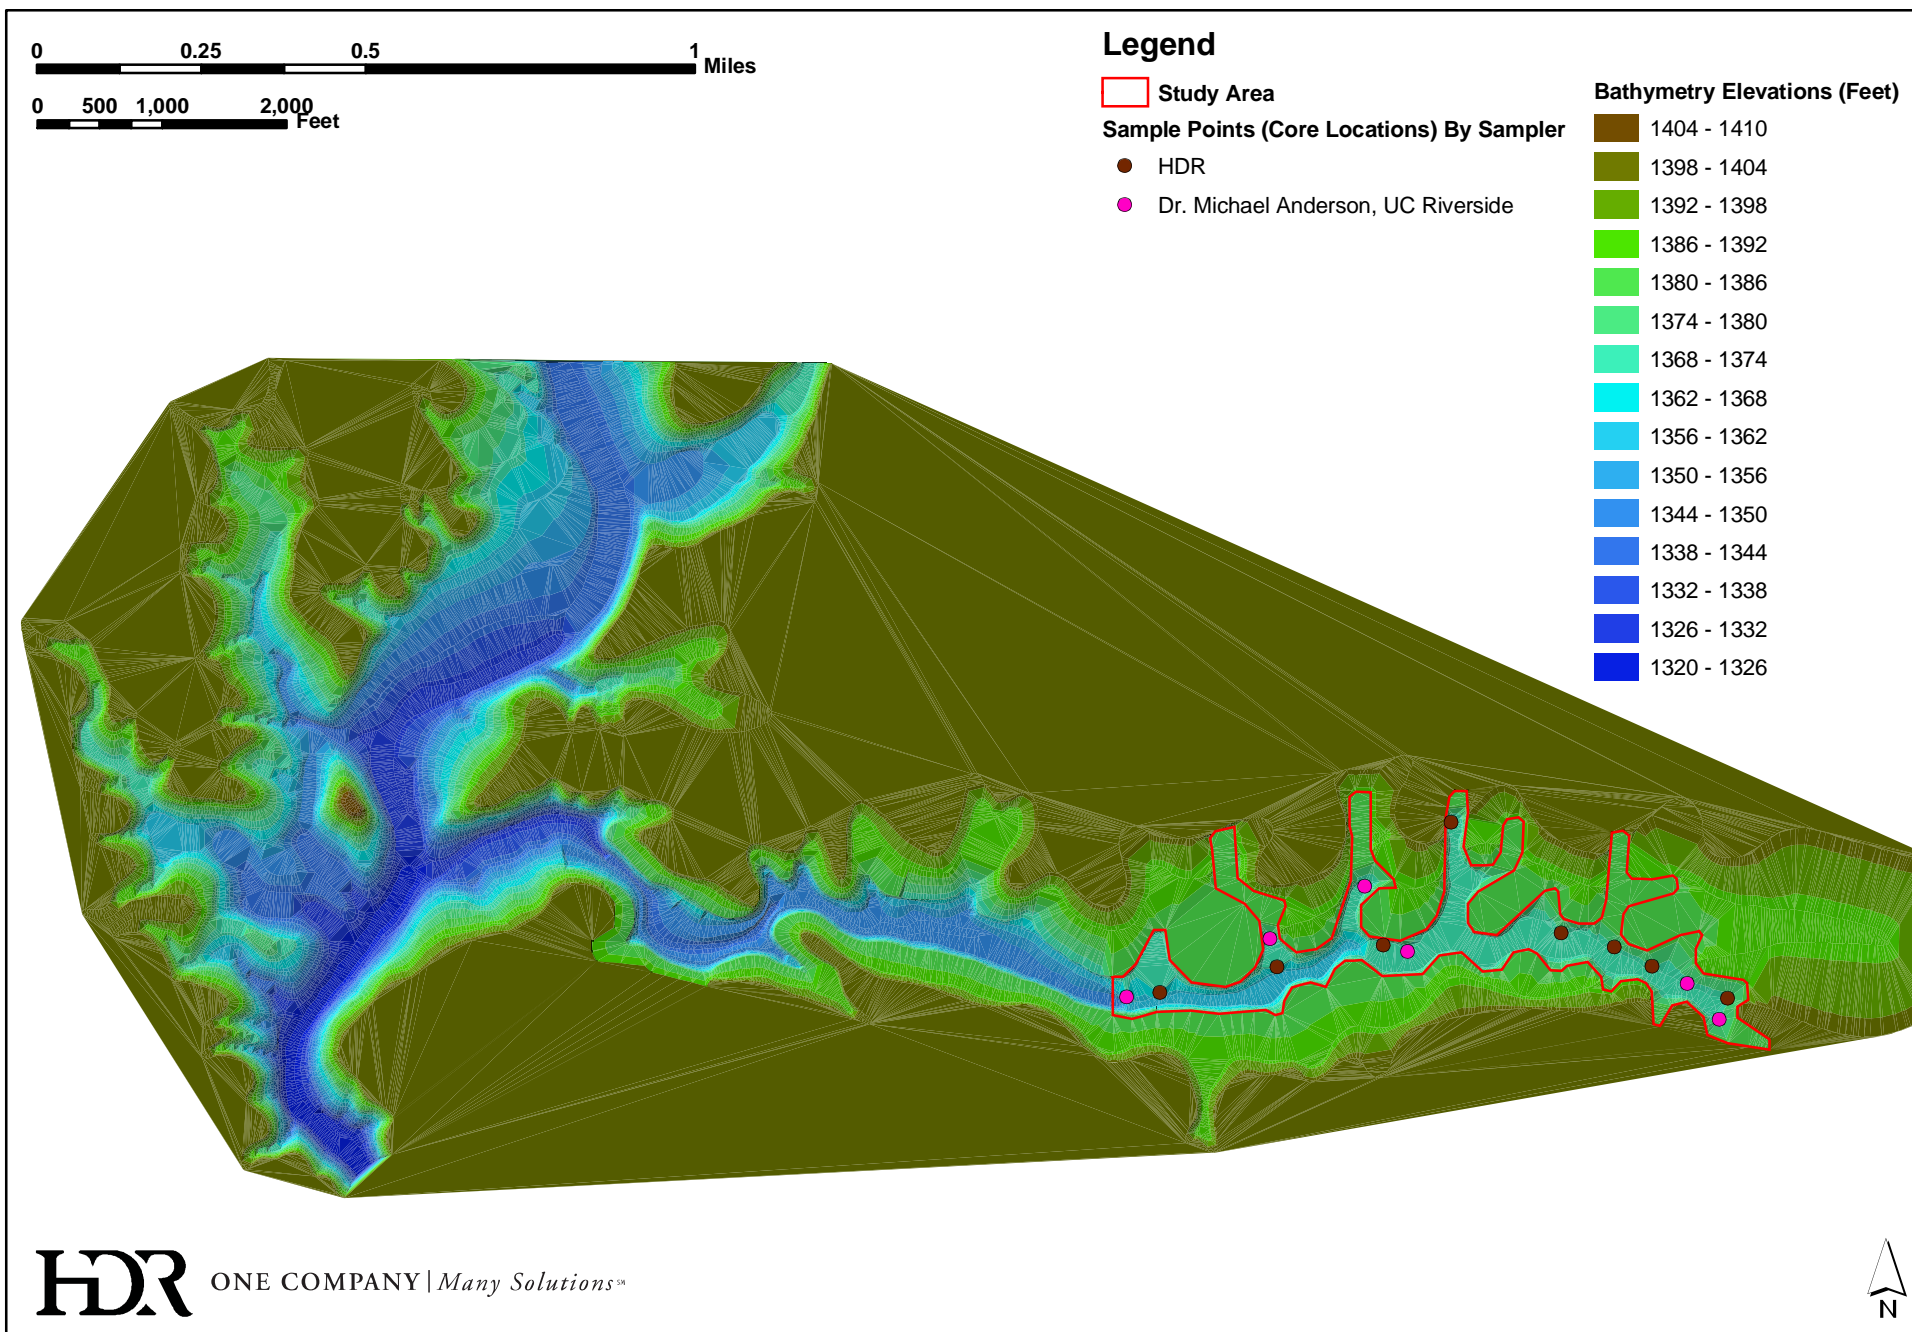 0 0.25 0.5 1
Miles
0 500 1,000 2,000
Feet
Legend
Study Area
Sample Points (Core Locations) By Sampler
HDR
Dr. Michael Anderson, UC Riverside
Bathymetry Elevations (Feet)
1404 - 1410
1398 - 1404
1392 - 1398
1386 - 1392
1380 - 1386
1374 - 1380
1368 - 1374
1362 - 1368
1356 - 1362
1350 - 1356
1344 - 1350
1338 - 1344
1332 - 1338
1326 - 1332
1320 - 1326
HDR ONE COMPANY | Many Solutions℠
N